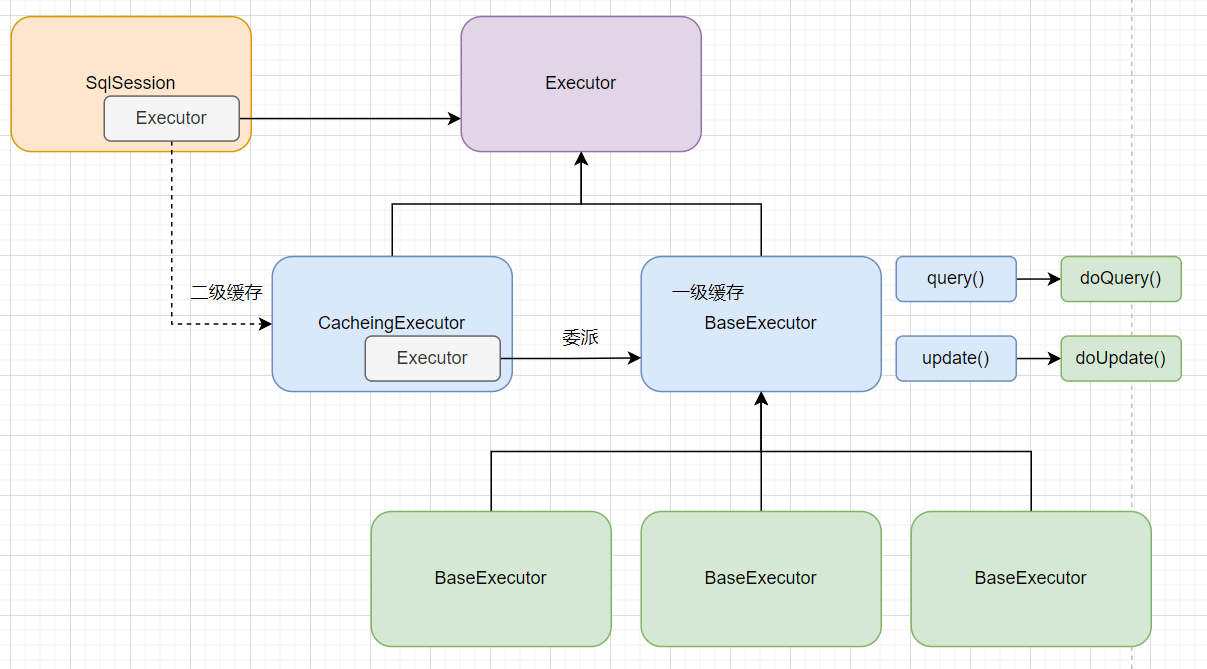 SqlSession
Executor
Executor
二级缓存
CacheingExecutor
Executor
委派
一级缓存
BaseExecutor
query()
doQuery()
update()
doUpdate()
BaseExecutor
BaseExecutor
BaseExecutor